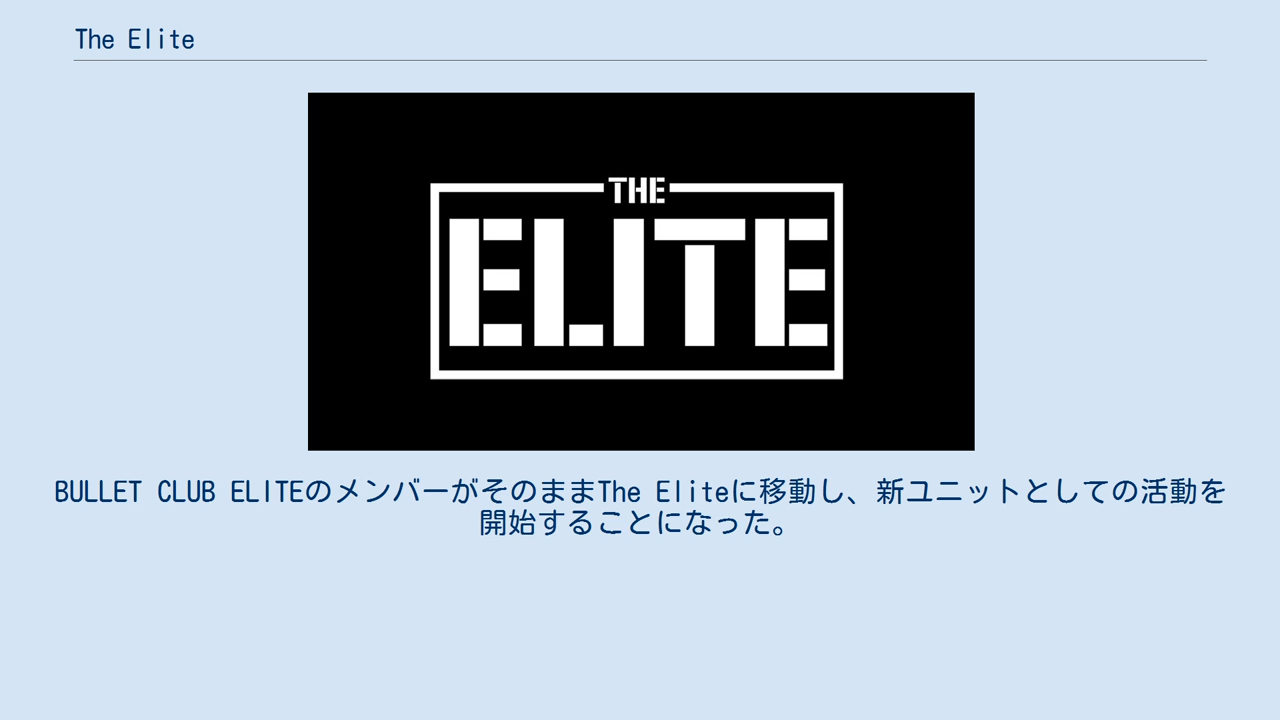 The Elite
THE
ELITE
BULLET CLUB ELITEのメンバーがそのままThe Eliteに移動し、新ユニットとしての活動を
開始することになった。